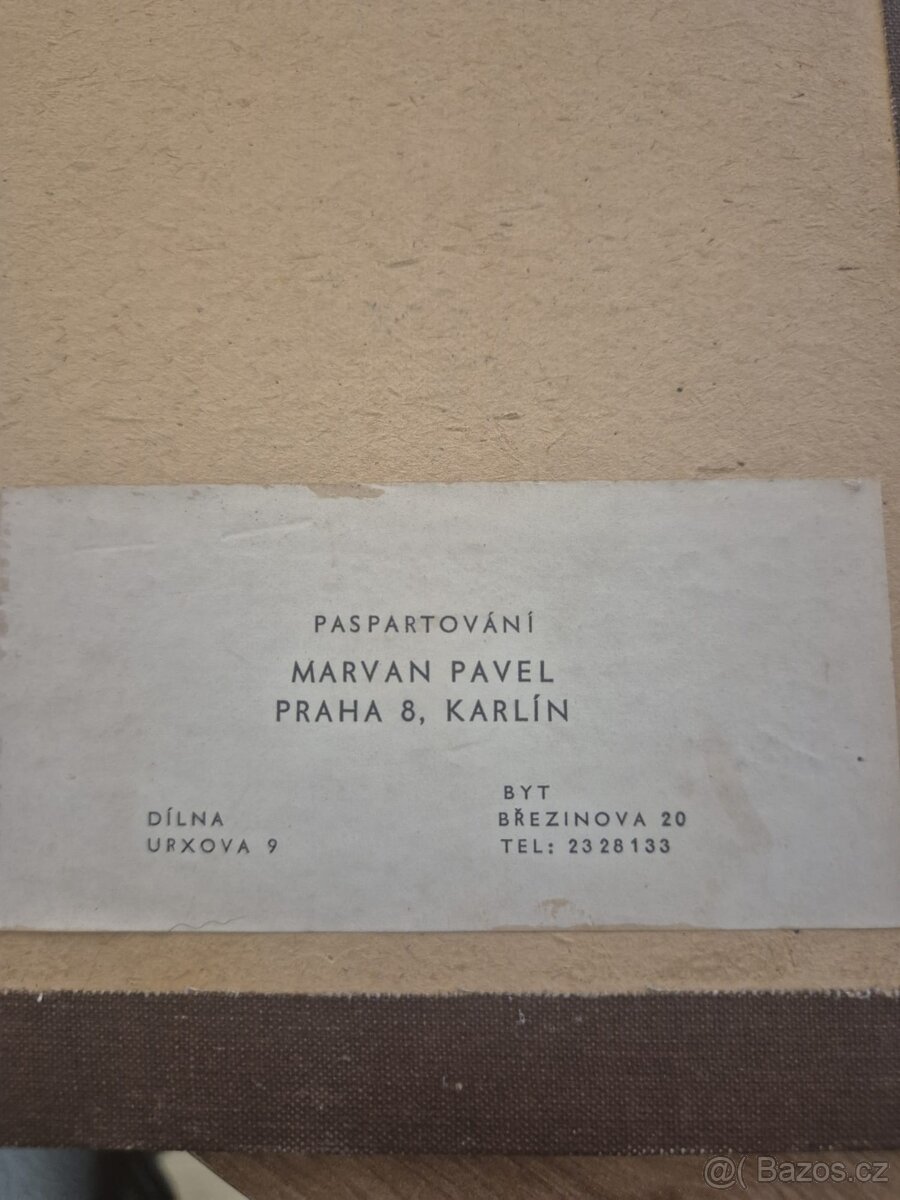 PASPARTOVÁNÍ
MARVAN PAVEL
PRAHA 8, KARLÍN
DÍLNA
URXOVA 9
BYT
BŘEZINOVA 20
TEL: 2328133
@( Bazos.cz